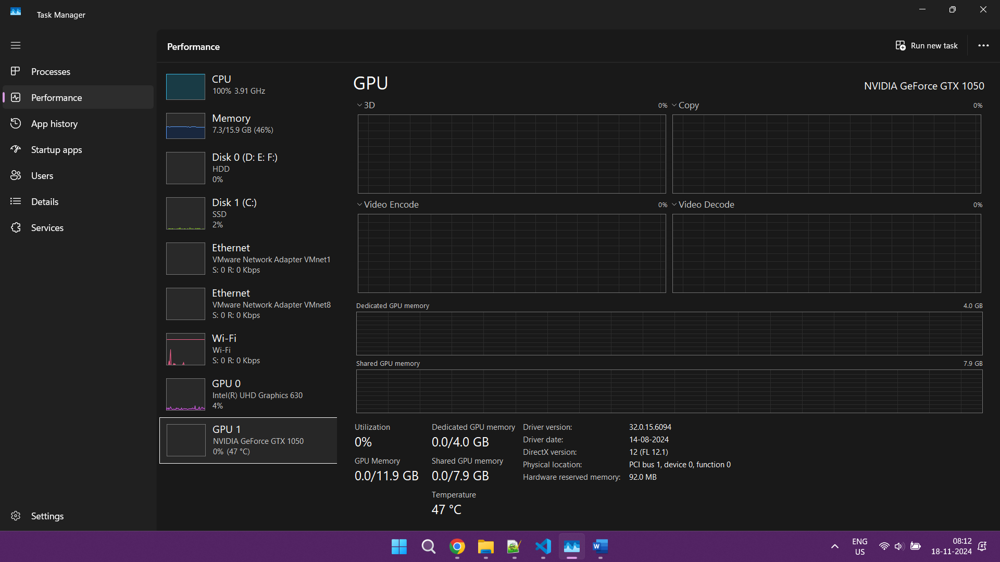 Task Manager
Processes
Performance
App history
Startup apps
Users
Details
Services
Settings
Performance
Run new task
CPU
100% 3.91 GHz
Memory
7.3/15.9 GB (46%)
Disk 0 (D: E: F:)
HDD
0%
Disk 1 (C:)
SSD
2%
Ethernet
VMware Network Adapter VMnet1
S: 0 R: 0 Kbps
Ethernet
VMware Network Adapter VMnet8
S: 0 R: 0 Kbps
Wi-Fi
Wi-Fi
S: 0 R: 0 Kbps
GPU 0
Intel(R) UHD Graphics 630
4%
GPU 1
NVIDIA GeForce GTX 1050
0% (47 °C)
GPU
NVIDIA GeForce GTX 1050
3D 0%
Copy 0%
Video Encode 0%
Video Decode 0%
Dedicated GPU memory 4.0 GB
Shared GPU memory 7.9 GB
Utilization
0%
GPU Memory
0.0/11.9 GB
Dedicated GPU memory
0.0/4.0 GB
Shared GPU memory
0.0/7.9 GB
Temperature
47 °C
Driver version: 32.0.15.6094
Driver date: 14-08-2024
DirectX version: 12 (FL 12.1)
Physical location: PCI bus 1, device 0, function 0
Hardware reserved memory: 92.0 MB
W
ENG
US
08:12
18-11-2024